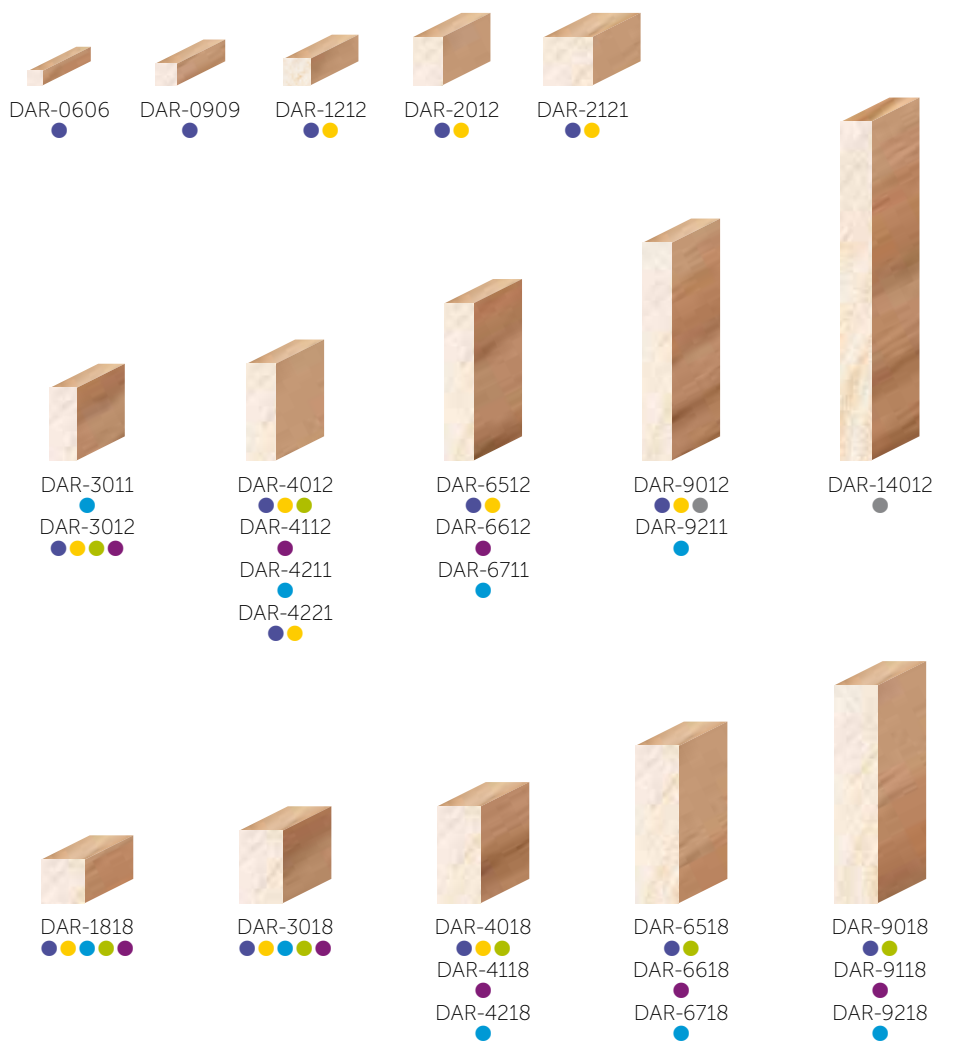 DAR-0606 DAR-0909 DAR-1212 DAR-2012 DAR-2121
DAR-3011 DAR-4012 DAR-6512 DAR-9012 DAR-14012
DAR-3012 DAR-4112 DAR-6612 DAR-9211
DAR-4211 DAR-6711
DAR-4221
DAR-1818 DAR-3018 DAR-4018 DAR-6518 DAR-9018
DAR-4118 DAR-6618 DAR-9118
DAR-4218 DAR-6718 DAR-9218